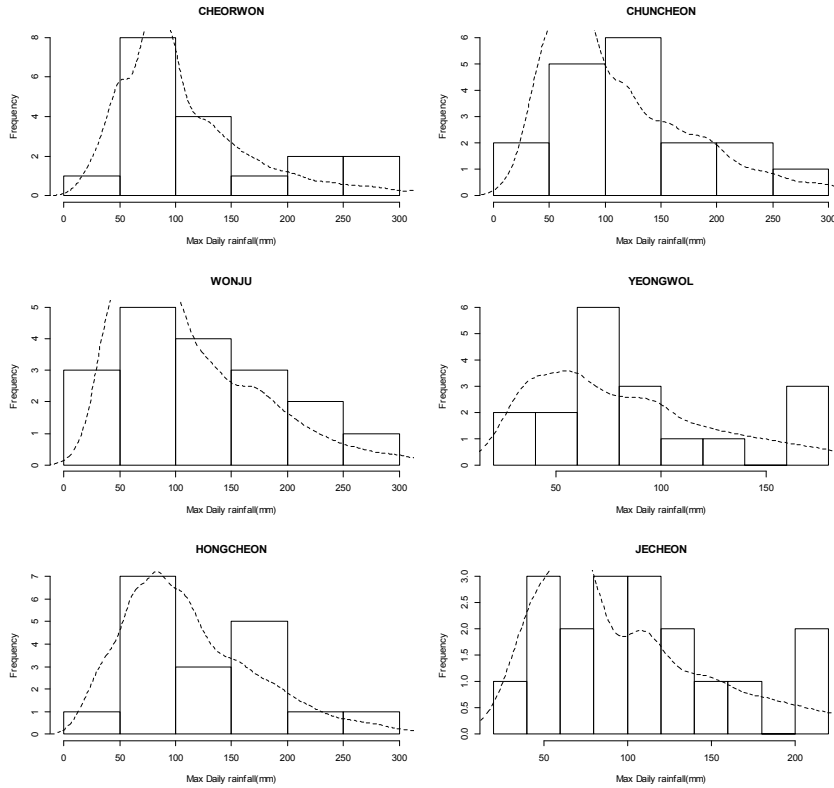 CHEORWON
Frequency
0 2 4 6 8
0 50 100 150 200 250 300
Max Daily rainfall(mm)
CHUNCHEON
Frequency
0 1 2 3 4 5 6
0 50 100 150 200 250 300
Max Daily rainfall(mm)
WONJU
Frequency
0 1 2 3 4 5
0 50 100 150 200 250 300
Max Daily rainfall(mm)
YEONGWOL
Frequency
0 1 2 3 4 5 6
50 100 150
Max Daily rainfall(mm)
HONGCHEON
Frequency
0 1 2 3 4 5 6 7
0 50 100 150 200 250 300
Max Daily rainfall(mm)
JECHEON
Frequency
0.0 0.5 1.0 1.5 2.0 2.5 3.0
50 100 150 200
Max Daily rainfall(mm)